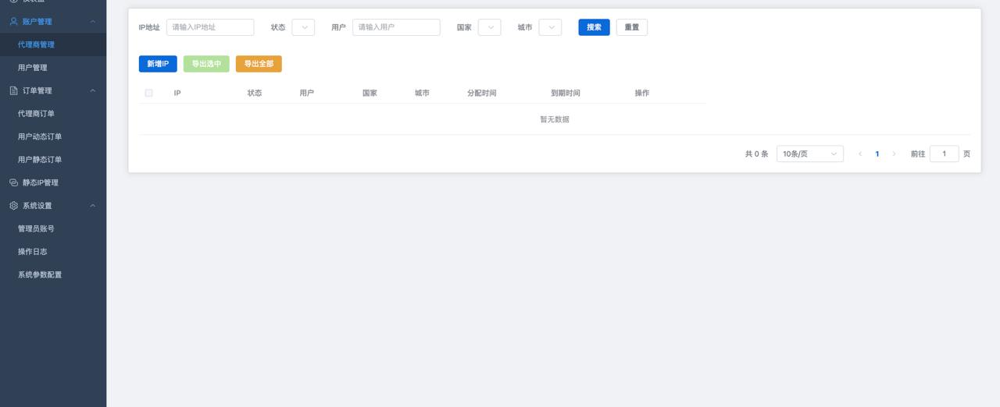 账户管理
代理商管理
用户管理
订单管理
代理商订单
用户动态订单
用户静态订单
静态IP管理
系统设置
管理员账号
操作日志
系统参数配置
IP地址 请输入IP地址 状态 用户 请输入用户 国家 城市 搜索 重置
新增IP 导出选中 导出全部
IP 状态 用户 国家 城市 分配时间 到期时间 操作
暂无数据
共 0 条 10条/页 1 前往 1 页